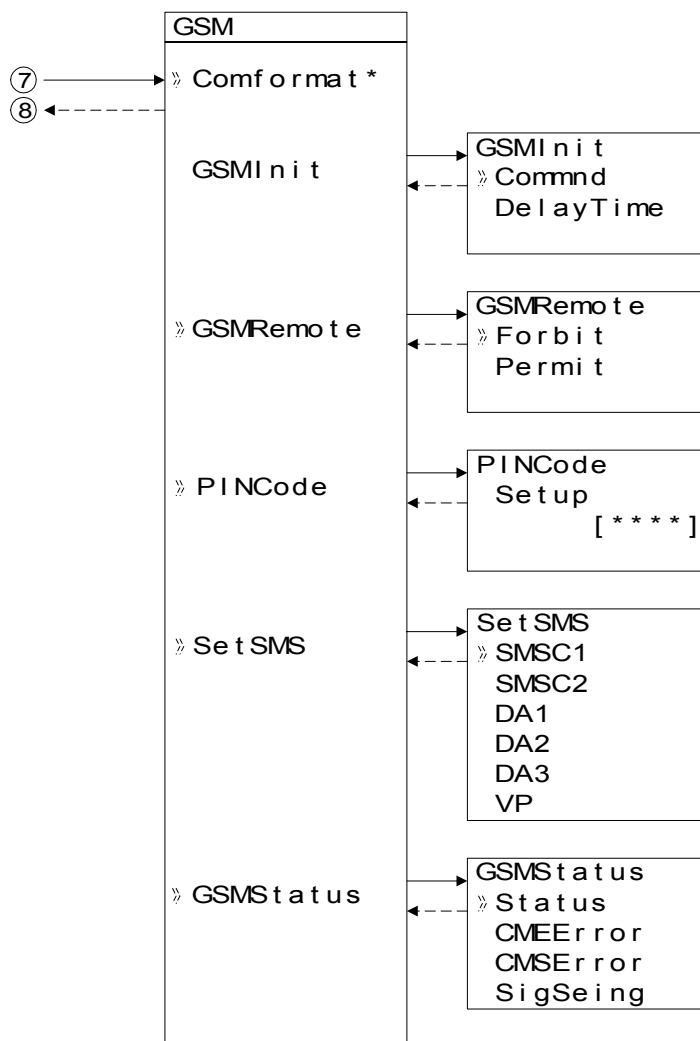 GSM
⑦
» Comformat*
⑧
GSMInit
GSMInit
» Commnd
DelayTime
» GSMRemote
GSMRemote
» Forbit
Permit
» PINCode
PINCode
Setup
[****]
» SetSMS
SetSMS
» SMSC1
SMSC2
DA1
DA2
DA3
VP
» GSMStatus
GSMStatus
» Status
CMEError
CMSError
SigSeing